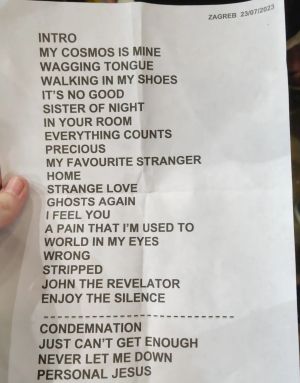 ZAGREB 23/07/2023
INTRO
MY COSMOS IS MINE
WAGGING TONGUE
WALKING IN MY SHOES
IT'S NO GOOD
SISTER OF NIGHT
IN YOUR ROOM
EVERYTHING COUNTS
PRECIOUS
MY FAVOURITE STRANGER
HOME
STRANGE LOVE
GHOSTS AGAIN
I FEEL YOU
A PAIN THAT I'M USED TO
WORLD IN MY EYES
WRONG
STRIPPED
JOHN THE REVELATOR
ENJOY THE SILENCE
CONDEMNATION
JUST CAN'T GET ENOUGH
NEVER LET ME DOWN
PERSONAL JESUS